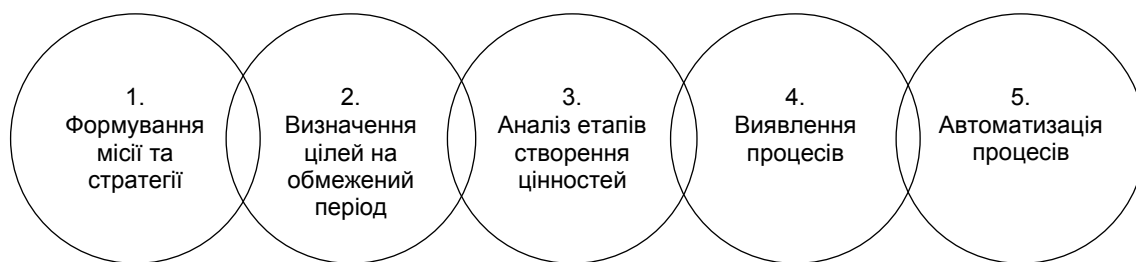 1.
Формування
місії та
стратегії
2.
Визначення
цілей на
обмежений
період
3.
Аналіз етапів
створення
цінностей
4.
Виявлення
процесів
5.
Автоматизація
процесів